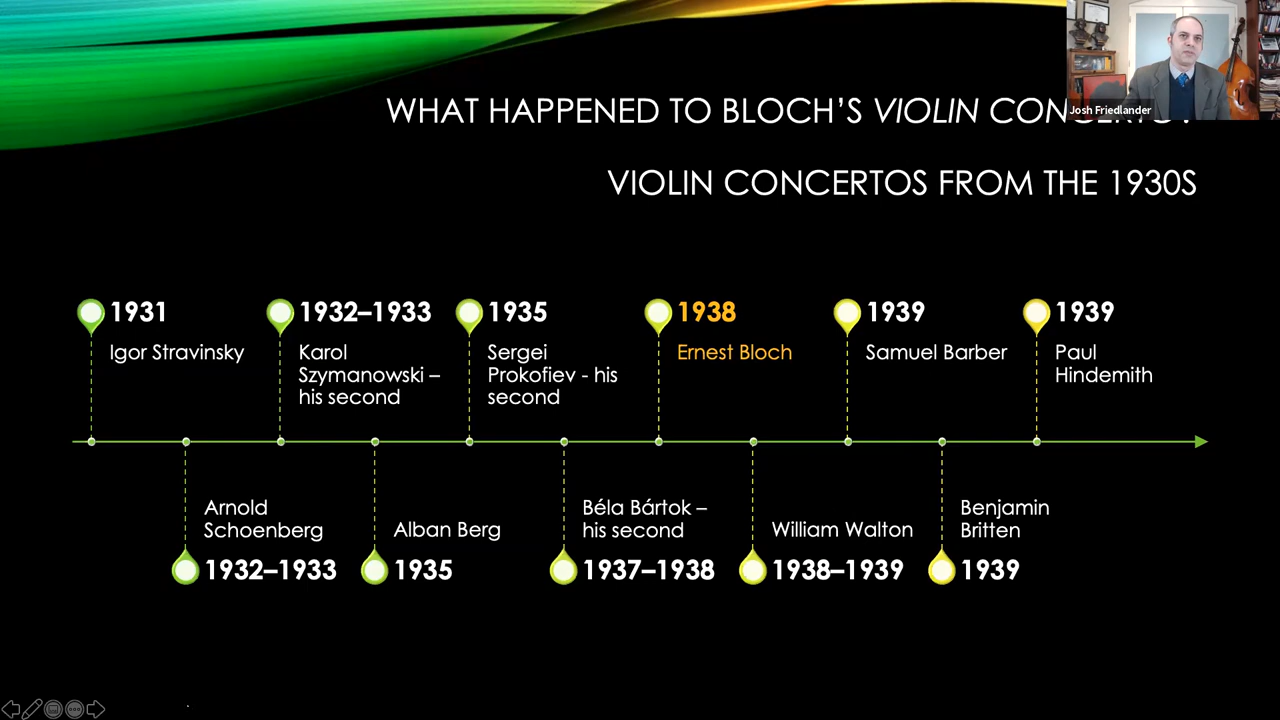 WHAT HAPPENED TO BLOCH'S VIOLIN
Josh Friedlander
VIOLIN CONCERTOS FROM THE 1930S
1931
Igor Stravinsky
1932–1933
Karol
Szymanowski –
his second
1935
Sergei
Prokofiev - his
second
1938
Ernest Bloch
1939
Samuel Barber
1939
Paul
Hindemith
Arnold
Schoenberg
1932–1933
Alban Berg
1935
Béla Bártok –
his second
1937–1938
William Walton
1938–1939
Benjamin
Britten
1939